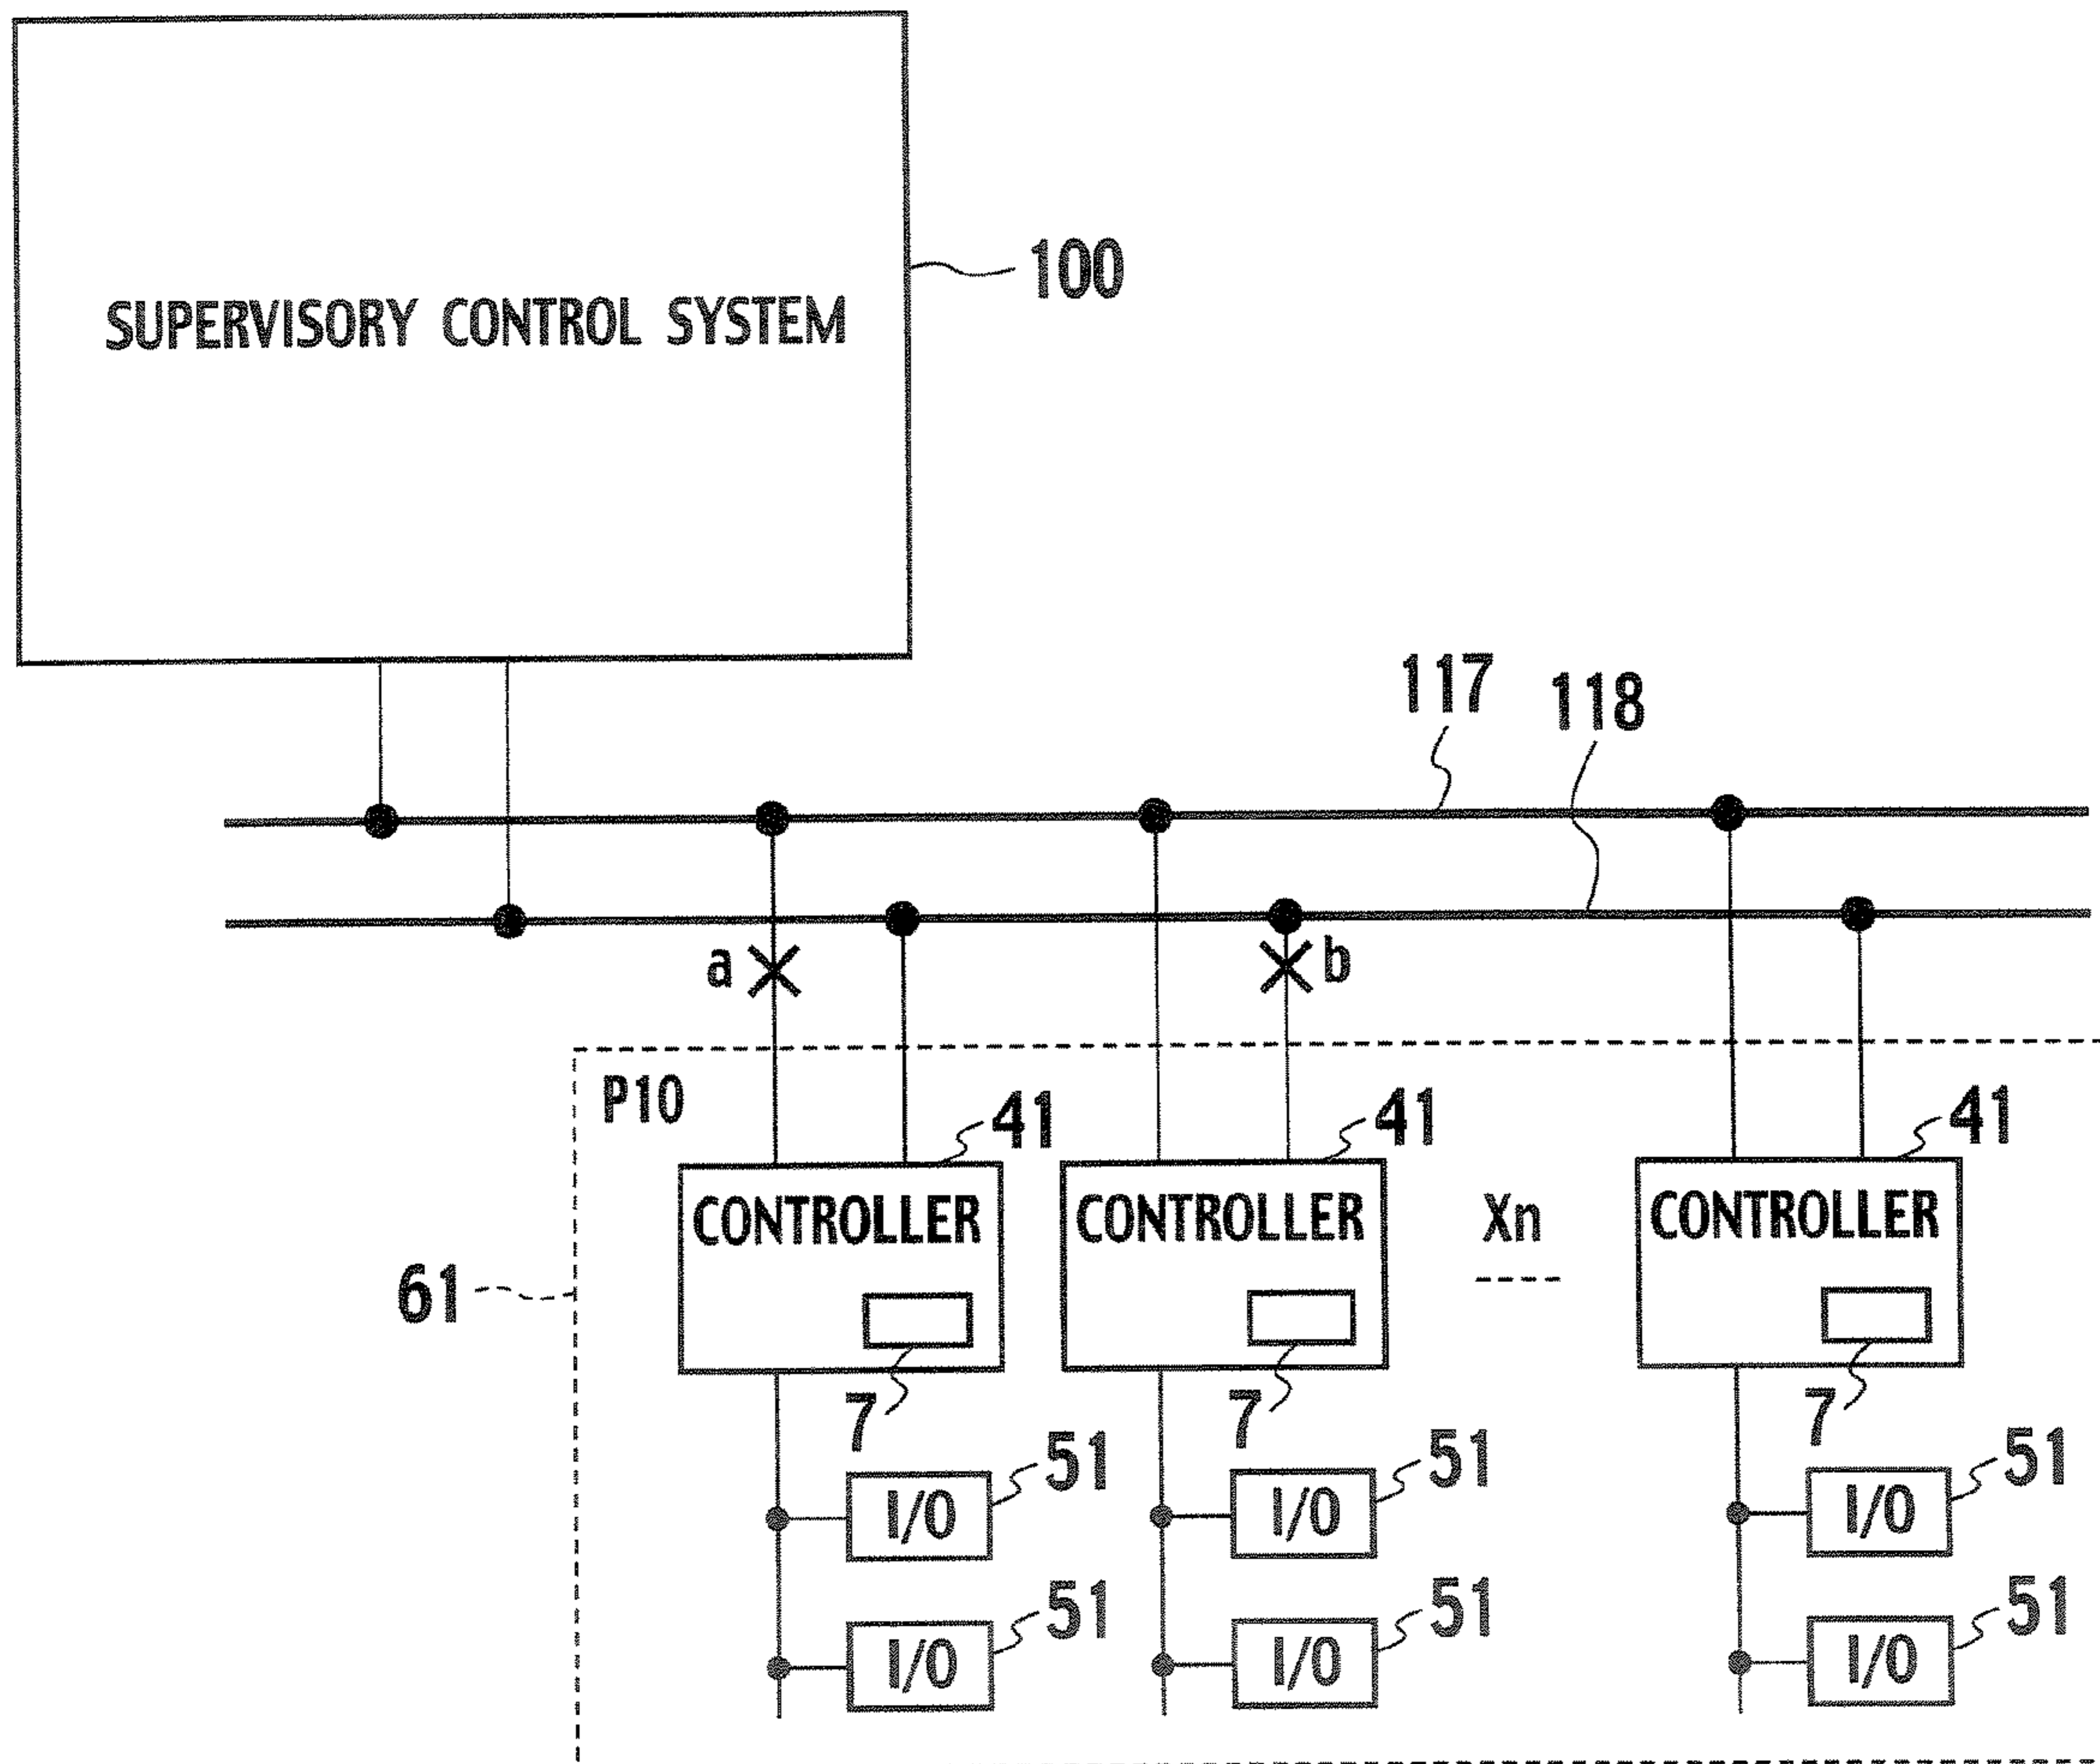 SUPERVISORY CONTROL SYSTEM
100
117
118
a
b
P10
41
41
41
CONTROLLER
CONTROLLER
Xn
CONTROLLER
61
7
7
7
51
51
51
I/O
I/O
I/O
51
51
51
I/O
I/O
I/O